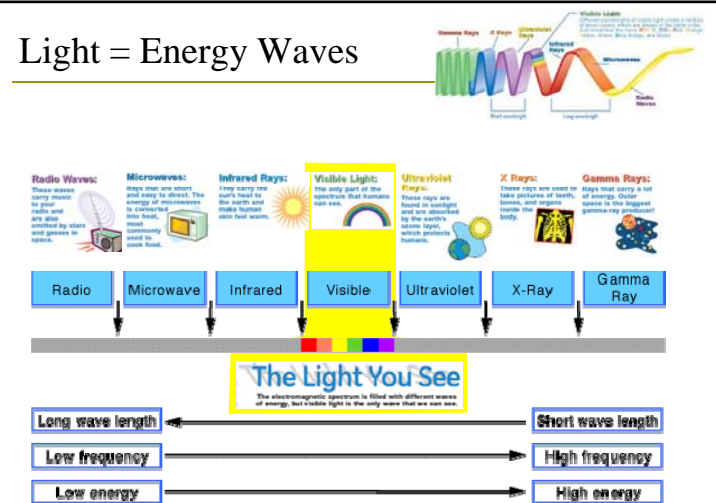 Light = Energy Waves
Visible Light:
Gamma Rays
X Rays
Ultraviolet
Rays
Infrared
Rays
Microwaves
Radio
Waves
Short wavelength
Long wavelength
Radio Waves:
These waves
carry music
to your
radio and
are also
emitted by stars
and gasses in
space.
Microwaves:
Rays that are short
and easy to direct. The
energy of microwaves
is converted
into heat,
most
commonly
used to
cook food.
Infrared Rays:
They carry the
sun's heat to
the earth and
make human
skin feel warm.
Visible Light:
The only part of the
spectrum that humans
can see.
Ultraviolet
Rays:
These rays are
found in sunlight
and are absorbed
by the earth's
ozone layer,
which protects
humans.
X Rays:
These rays are used to
take pictures of teeth,
bones, and organs
inside the
body.
Gamma Rays:
Rays that carry a lot
of energy. Outer
space is the biggest
gamma-ray producer!
Radio
Microwave
Infrared
Visible
Ultraviolet
X-Ray
Gamma
Ray
The Light You See
The electromagnetic spectrum is filled with different waves
of energy, but visible light is the only wave that we can see.
Long wave length
Short wave length
Low frequency
High frequency
Low energy
High energy